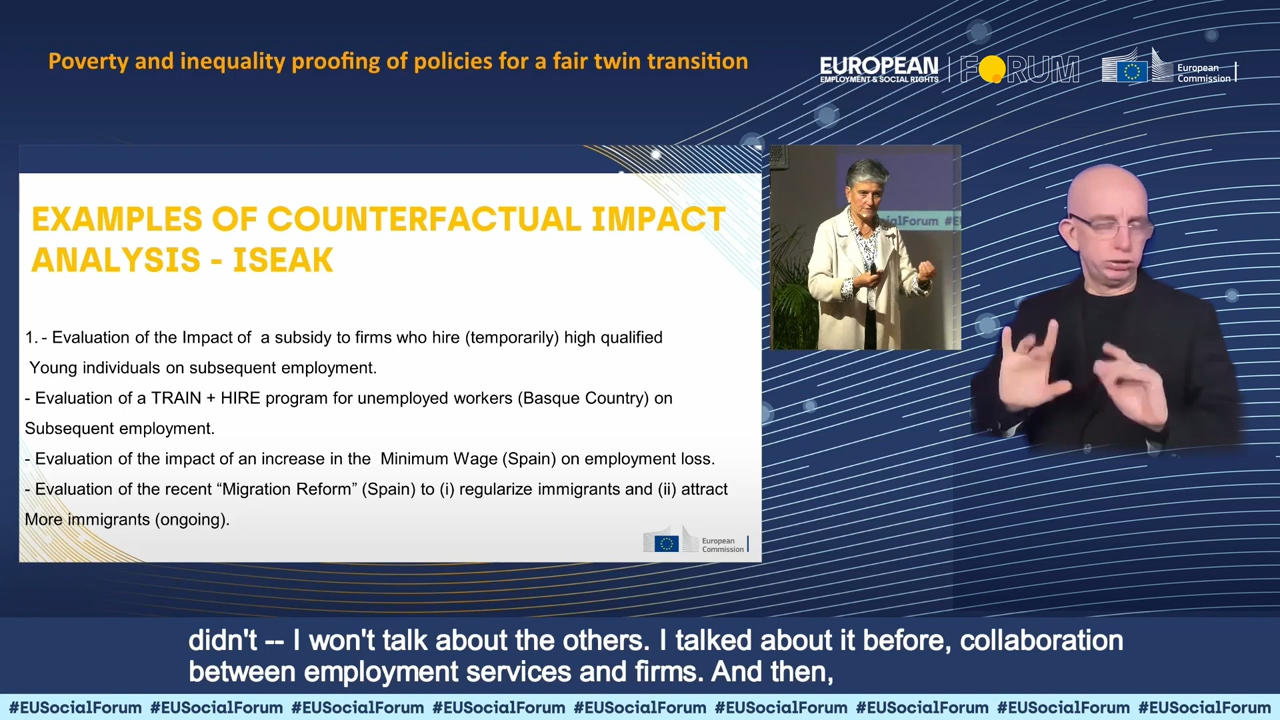 Poverty and inequality proofing of policies for a fair twin transition
EUROPEAN
EMPLOYMENT & SOCIAL RIGHTS
FORUM
European
Commission
EXAMPLES OF COUNTERFACTUAL IMPACT
ANALYSIS - ISEAK
1. - Evaluation of the Impact of  a subsidy to firms who hire (temporarily) high qualified
Young individuals on subsequent employment.
- Evaluation of a TRAIN + HIRE program for unemployed workers (Basque Country) on
Subsequent employment.
- Evaluation of the impact of an increase in the  Minimum Wage (Spain) on employment loss.
- Evaluation of the recent “Migration Reform” (Spain) to (i) regularize immigrants and (ii) attract
More immigrants (ongoing).
European
Commission
ialForum #E
didn't -- I won't talk about the others. I talked about it before, collaboration
between employment services and firms. And then,
#EUSocialForum #EUSocialForum #EUSocialForum #EUSocialForum #EUSocialForum #EUSocialForum #EUSocialForum #EUSocialForum #EUSocialForum